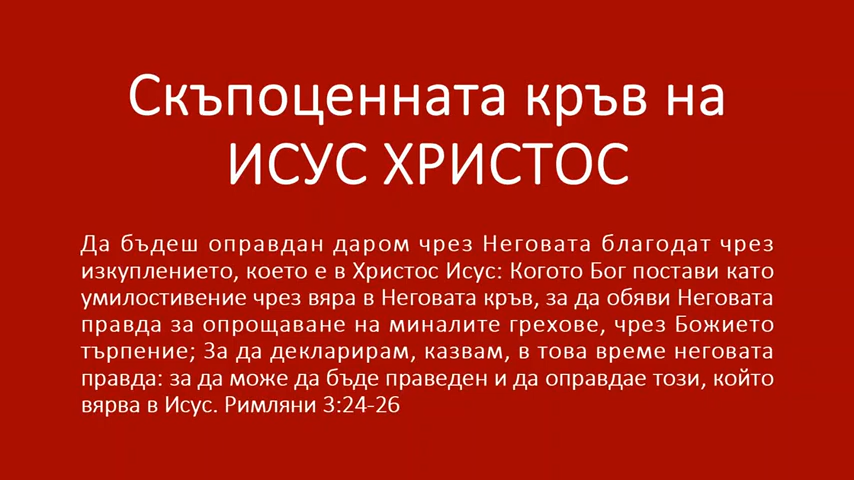 Скъпоценната кръв на
ИСУС ХРИСТОС
Да бъдеш оправдан даром чрез Неговата благодат чрез
изкуплението, което е в Христос Исус: Когото Бог постави като
умилостивение чрез вяра в Неговата кръв, за да обяви Неговата
правда за опрощаване на миналите грехове, чрез Божието
търпение; За да декларирам, казвам, в това време неговата
правда: за да може да бъде праведен и да оправдае този, който
вярва в Исус. Римляни 3:24-26